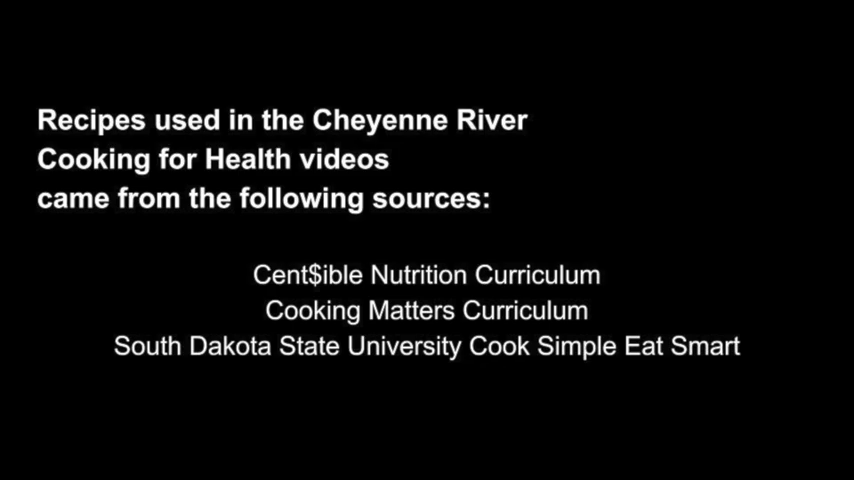 Recipes used in the Cheyenne River
Cooking for Health videos
came from the following sources:
Cent$ible Nutrition Curriculum
Cooking Matters Curriculum
South Dakota State University Cook Simple Eat Smart